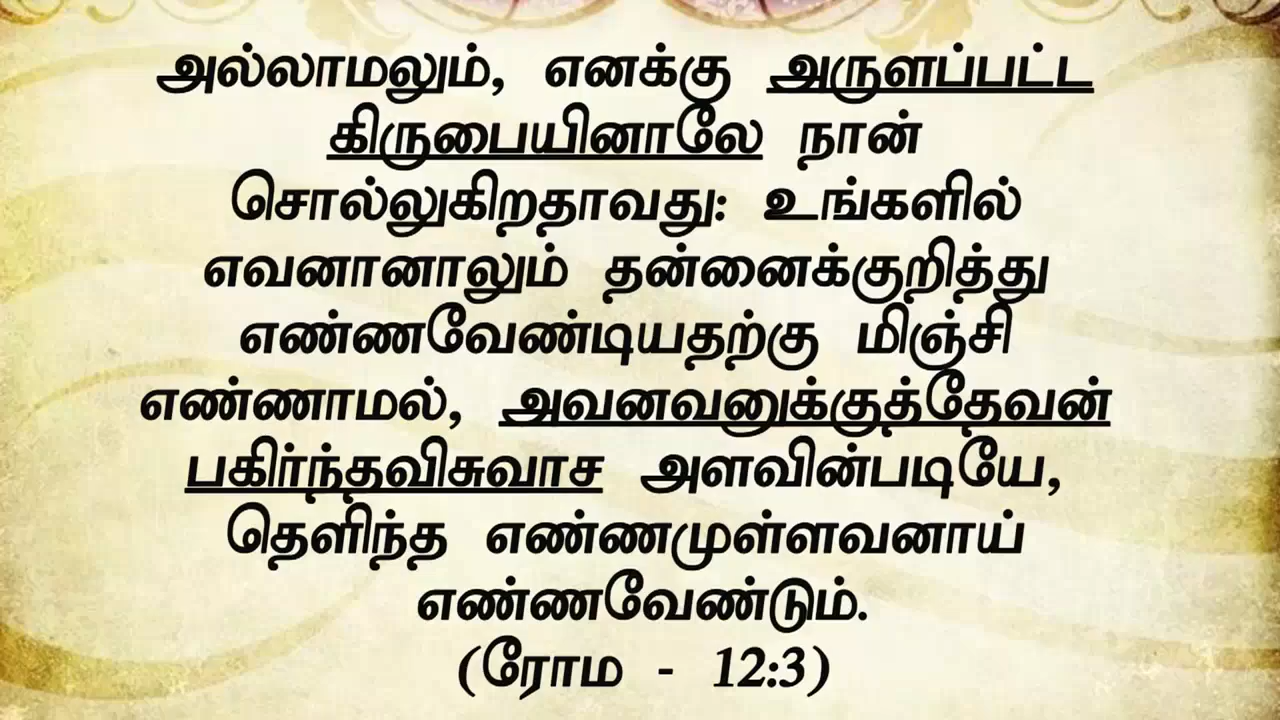 அல்லாமலும், எனக்கு அருளப்பட்ட
கிருபையினாலே நான்
சொல்லுகிறதாவது: உங்களில்
எவனானாலும் தன்னைக்குறித்து
எண்ணவேண்டியதற்கு மிஞ்சி
எண்ணாமல், அவனவனுக்குத்தேவன்
பகிர்ந்தவிசுவாச அளவின்படியே,
தெளிந்த எண்ணமுள்ளவனாய்
எண்ணவேண்டும்.
(ரோம - 12:3)